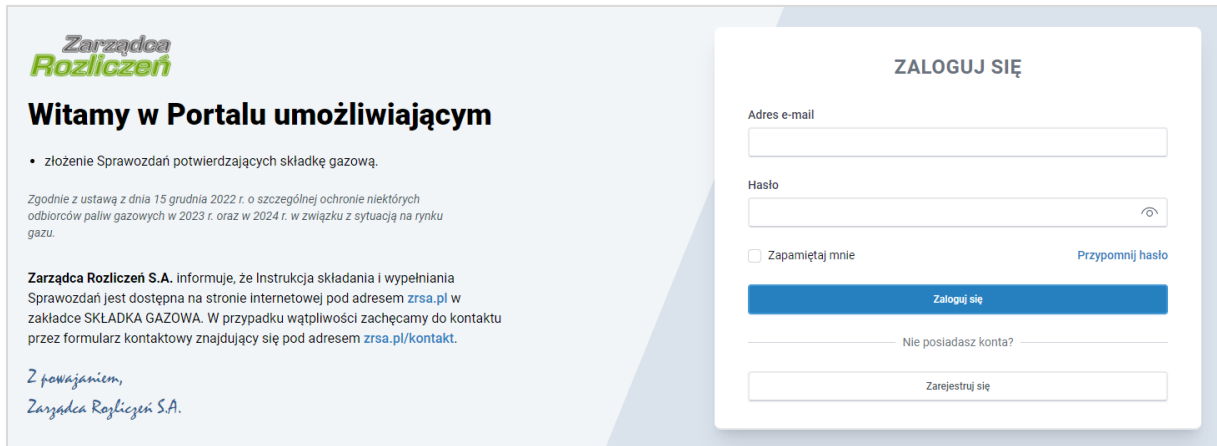 Zarządca
Rozliczeń
Witamy w Portalu umożliwiającym
• złożenie Sprawozdań potwierdzających składkę gazową.
Zgodnie z ustawą z dnia 15 grudnia 2022 r. o szczególnej ochronie niektórych
odbiorców paliw gazowych w 2023 r. oraz w 2024 r. w związku z sytuacją na rynku
gazu.
Zarządca Rozliczeń S.A. informuje, że Instrukcja składania i wypełniania
Sprawozdań jest dostępna na stronie internetowej pod adresem zrsa.pl w
zakładce SKŁADKA GAZOWA. W przypadku wątpliwości zachęcamy do kontaktu
przez formularz kontaktowy znajdujący się pod adresem zrsa.pl/kontakt.
Z poważaniem,
Zarządca Rozliczeń S.A.
ZALOGUJ SIĘ
Adres e-mail
Hasło
Zapamiętaj mnie
Przypomnij hasło
Zaloguj się
Nie posiadasz konta?
Zarejestruj się